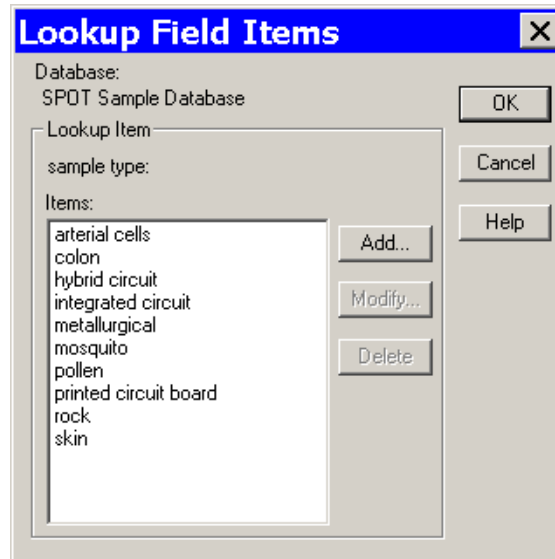 Lookup Field Items
Database:
SPOT Sample Database
OK
Lookup Item
sample type:
Cancel
Items:
Help
arterial cells
Add...
colon
hybrid circuit
Modify...
integrated circuit
metallurgical
mosquito
Delete
pollen
printed circuit board
rock
skin